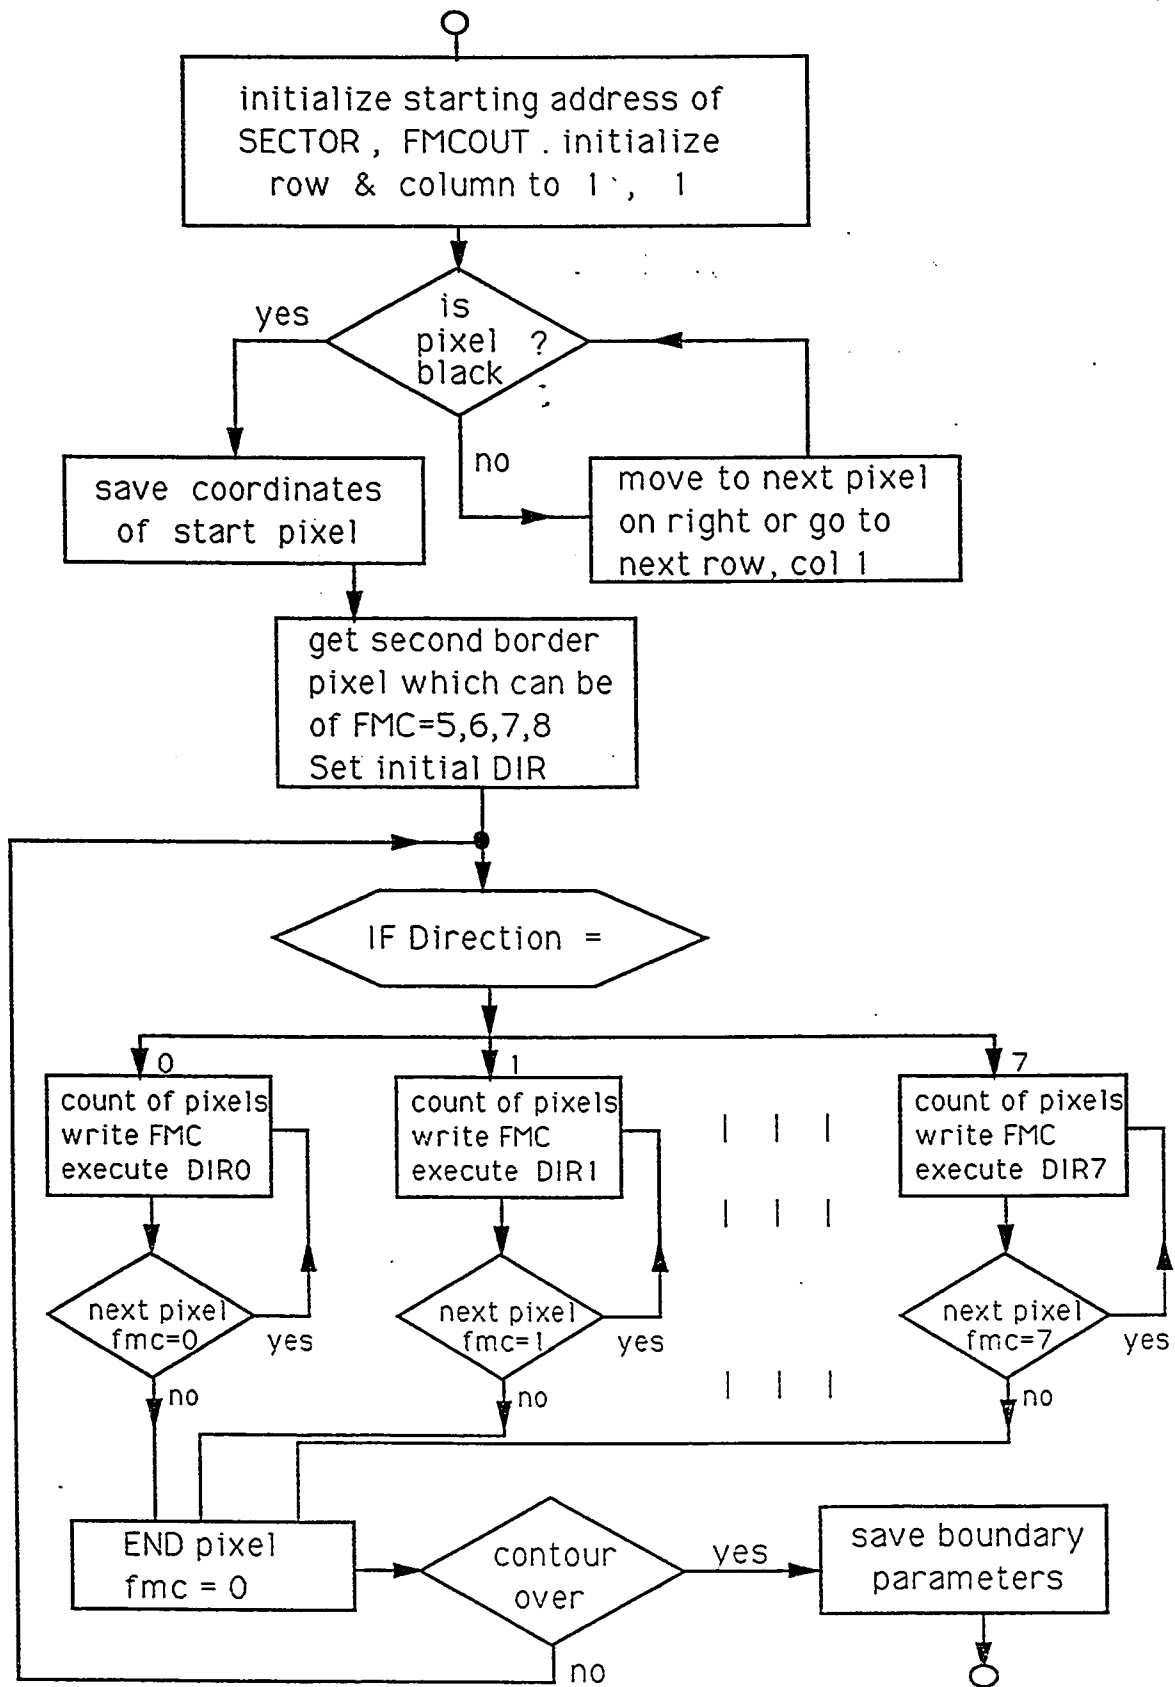 initialize starting address of
SECTOR, FMCOUT. initialize
row & column to 1, 1
is
pixel ?
black
yes
no
save coordinates
of start pixel
move to next pixel
on right or go to
next row, col 1
get second border
pixel which can be
of FMC=5,6,7,8
Set initial DIR
IF Direction =
0
count of pixels
write FMC
execute DIR0
next pixel
fmc=0
yes
no
1
count of pixels
write FMC
execute DIR1
next pixel
fmc=1
yes
no
7
count of pixels
write FMC
execute DIR7
next pixel
fmc=7
yes
no
END pixel
fmc = 0
contour
over
yes
no
save boundary
parameters